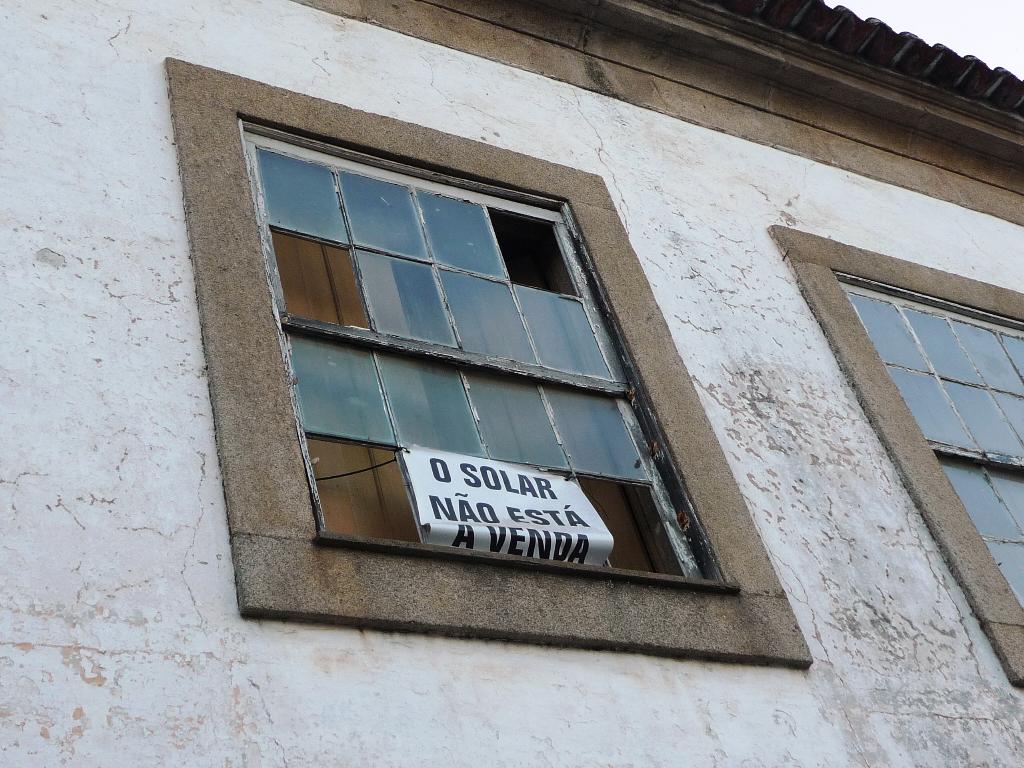 O SOLAR
NÃO ESTÁ
A VENDA